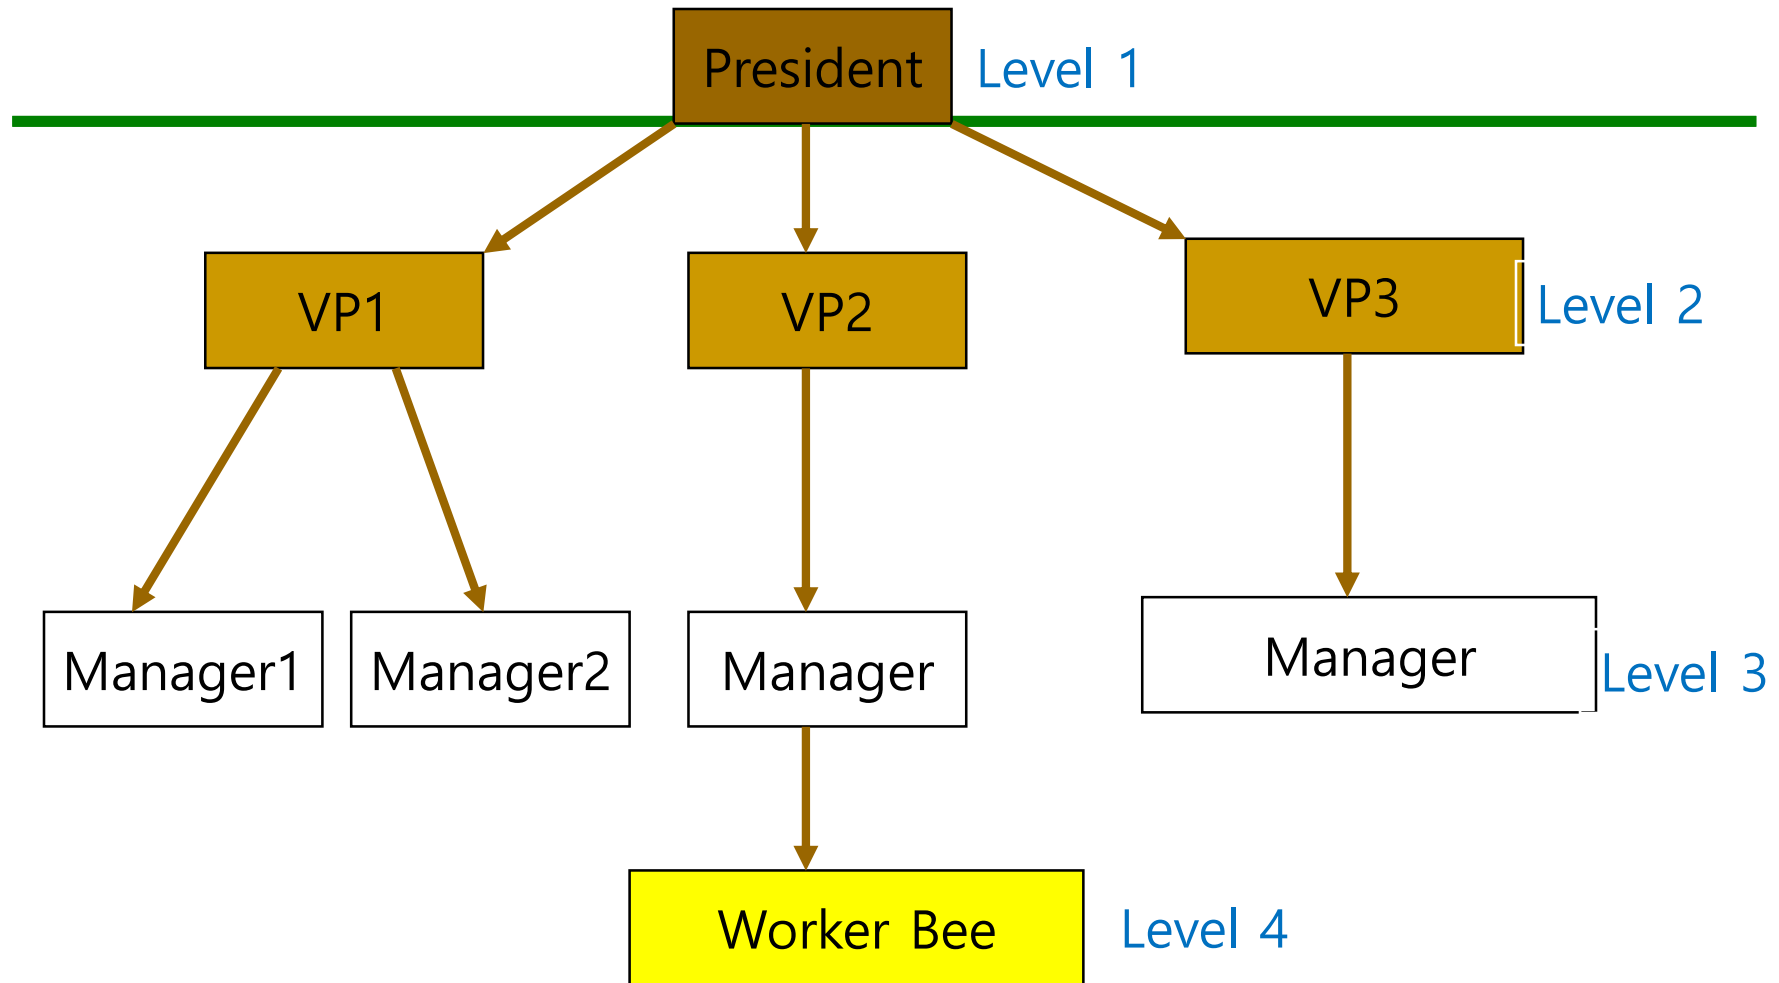 President
Level 1
VP1
VP2
VP3
Level 2
Manager1
Manager2
Manager
Manager
Level 3
Worker Bee
Level 4